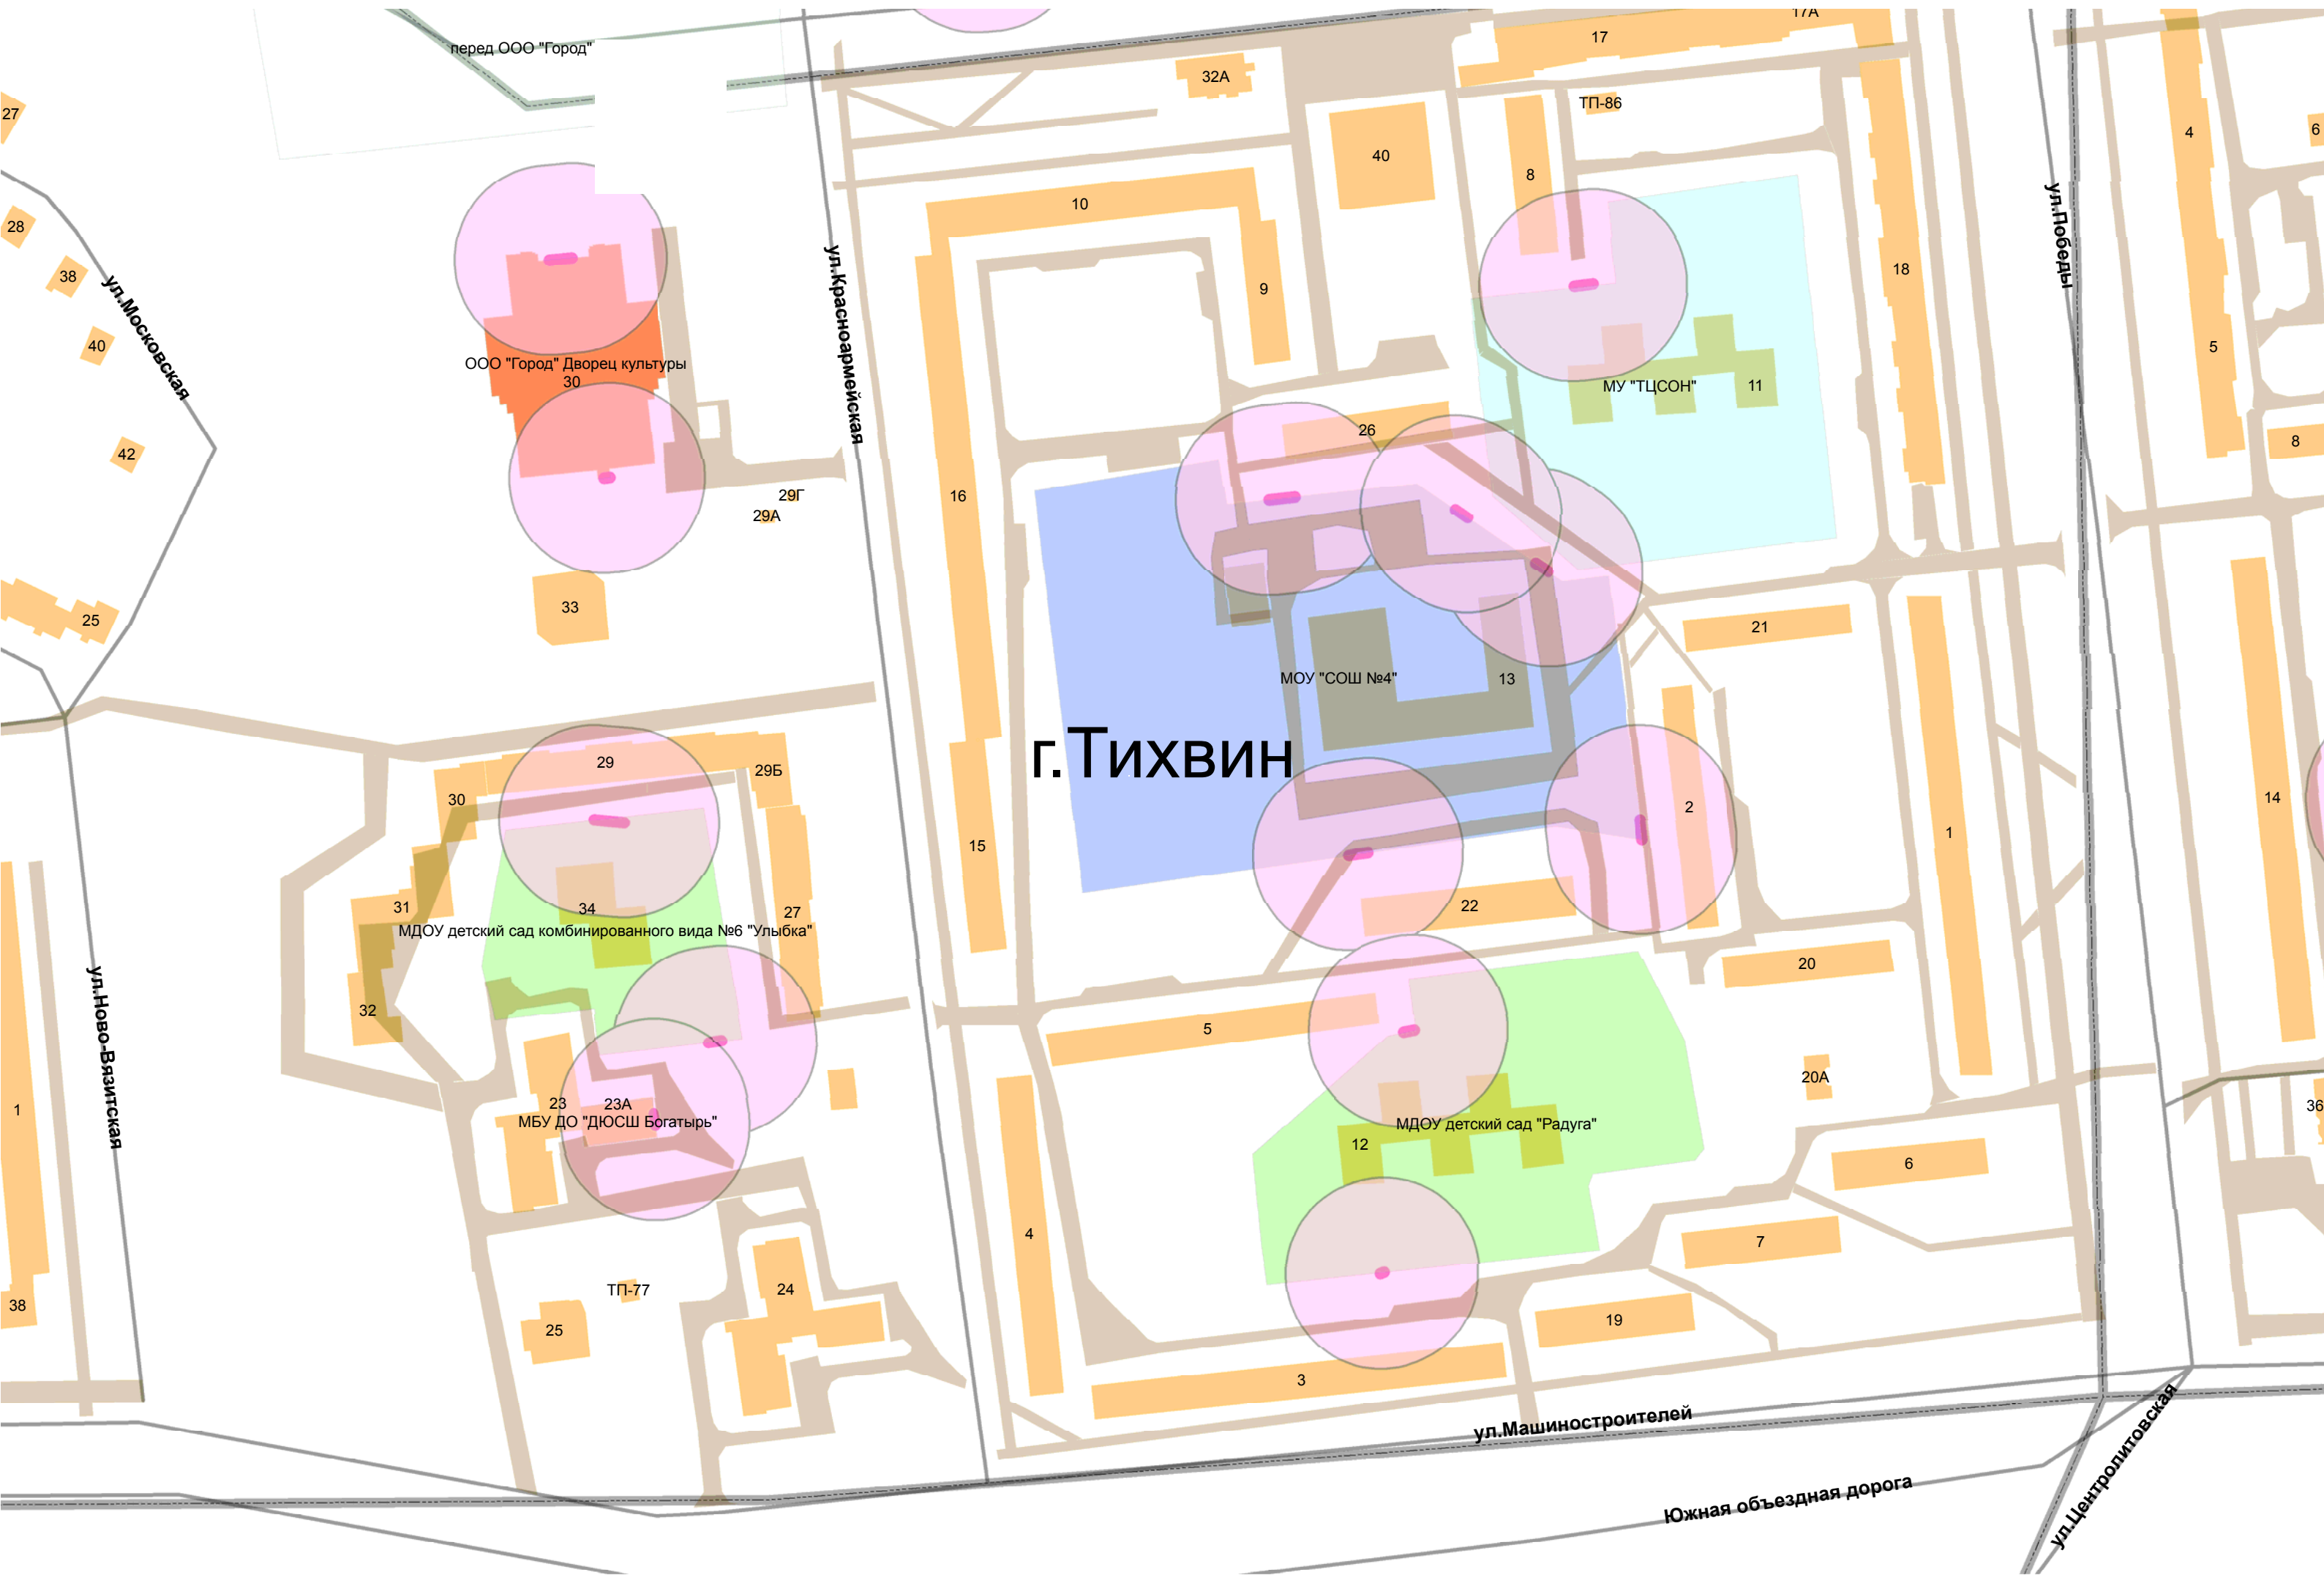 17А
17
перед ООО "Город"
32А
ТП-86
27
4
6
40
8
10
28
ул.Победы
38
ул.Московская
ул.Красноармейская
9
18
40
5
ООО "Город" Дворец культуры
30
МУ "ТЦСОН"
11
26
8
42
29Г
16
29А
33
25
21
МОУ "СОШ №4"
13
г.Тихвин
29
29Б
30
2
14
1
15
31
34
27
22
МДОУ детский сад комбинированного вида №6 "Улыбка"
20
32
5
ул.Ново-Вязитская
20А
1
23
23А
36
МБУ ДО "ДЮСШ Богатырь"
МДОУ детский сад "Радуга"
12
6
4
7
ТП-77
24
38
25
19
3
ул.Машиностроителей
ул.Центролитовская
Южная объездная дорога